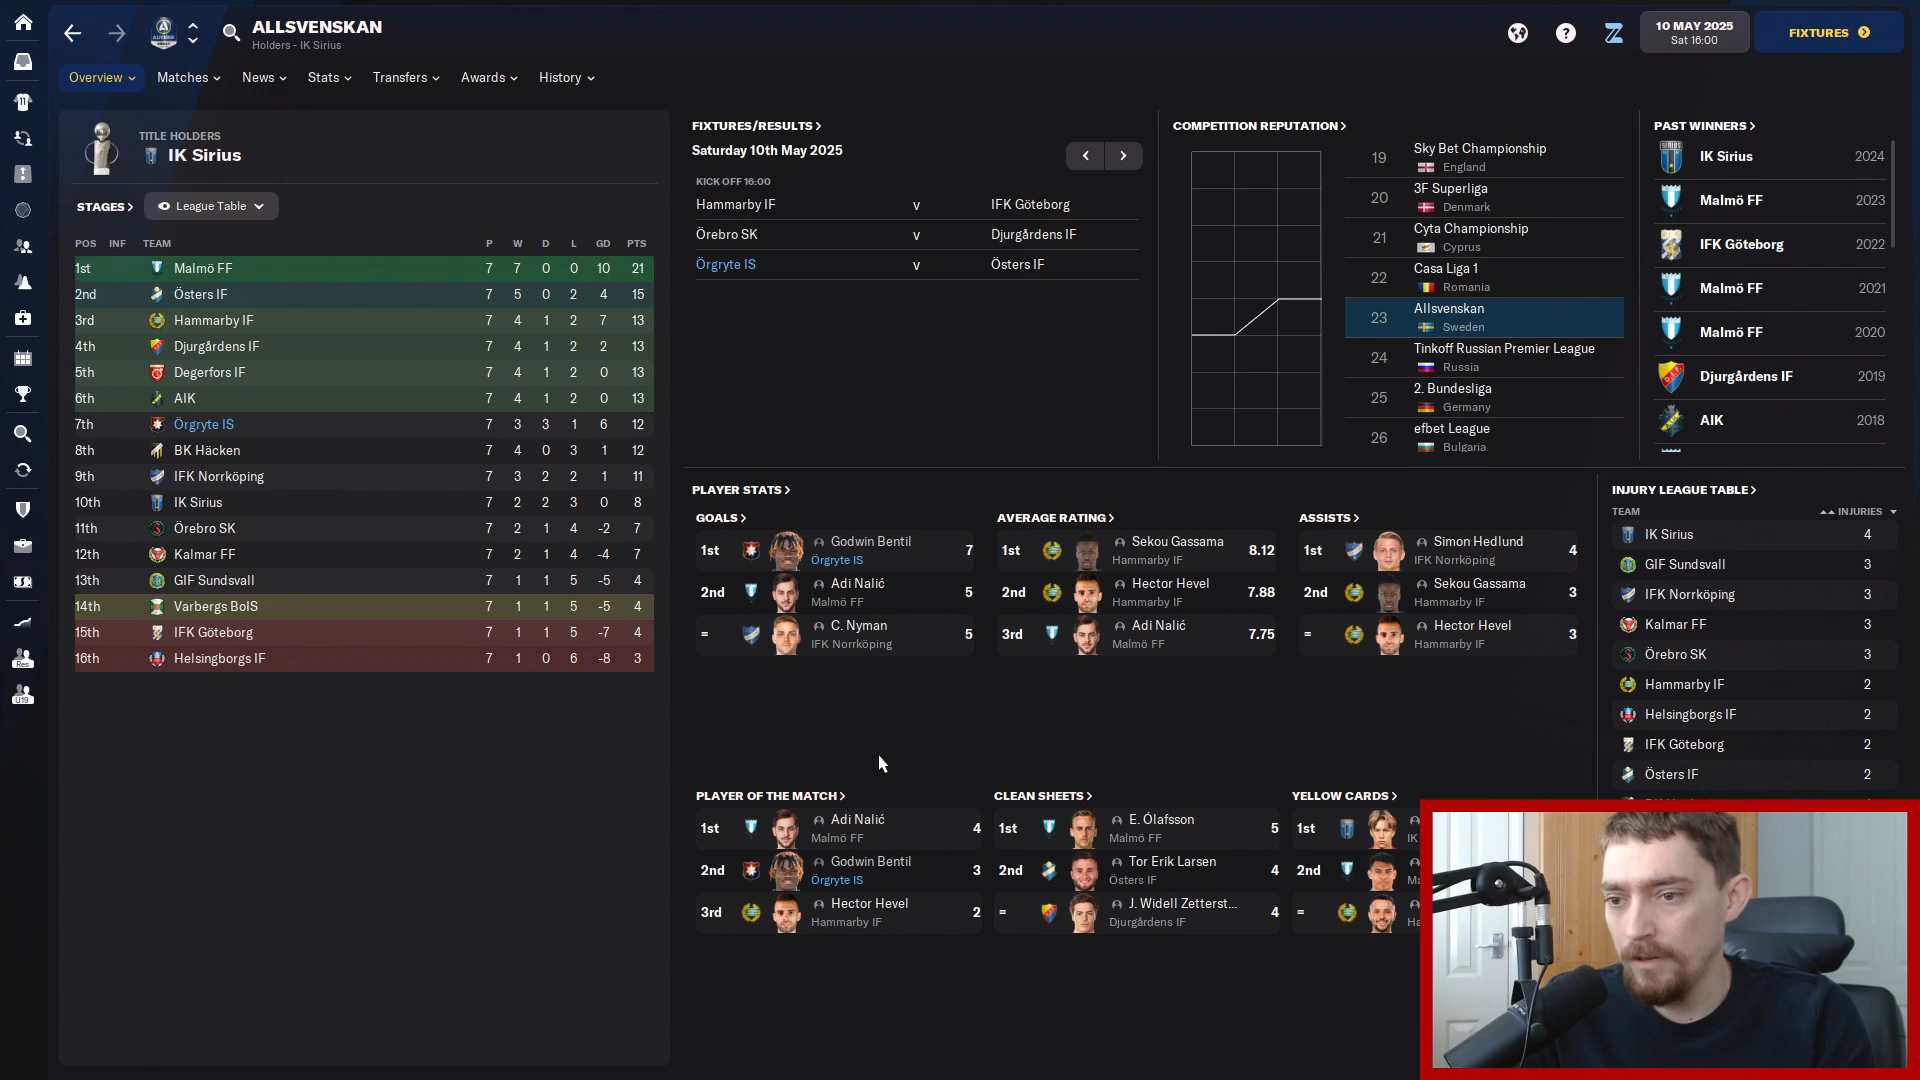 ALLSVENSKAN
Holders - IK Sirius
10 MAY 2025
Sat 16:00
FIXTURES
Overview
Matches
News
Stats
Transfers
Awards
History
TITLE HOLDERS
IK Sirius
STAGES
League Table
POS INF TEAM P W D L GD PTS
1st Malmö FF 7 7 0 0 10 21
2nd Östers IF 7 5 0 2 4 15
3rd Hammarby IF 7 4 1 2 7 13
4th Djurgårdens IF 7 4 1 2 2 13
5th Degerfors IF 7 4 1 2 0 13
6th AIK 7 4 1 2 0 13
7th Örgryte IS 7 3 3 1 6 12
8th BK Häcken 7 4 0 3 1 12
9th IFK Norrköping 7 3 2 2 1 11
10th IK Sirius 7 2 2 3 0 8
11th Örebro SK 7 2 1 4 -2 7
12th Kalmar FF 7 2 1 4 -4 7
13th GIF Sundsvall 7 1 1 5 -5 4
14th Varbergs BoIS 7 1 1 5 -5 4
15th IFK Göteborg 7 1 1 5 -7 4
16th Helsingborgs IF 7 1 0 6 -8 3
Res
U19
FIXTURES/RESULTS
Saturday 10th May 2025
KICK OFF 16:00
Hammarby IF v IFK Göteborg
Örebro SK v Djurgårdens IF
Örgryte IS v Östers IF
COMPETITION REPUTATION
19 Sky Bet Championship
England
20 3F Superliga
Denmark
21 Cyta Championship
Cyprus
22 Casa Liga 1
Romania
23 Allsvenskan
Sweden
24 Tinkoff Russian Premier League
Russia
25 2. Bundesliga
Germany
26 efbet League
Bulgaria
PAST WINNERS
IK Sirius 2024
Malmö FF 2023
IFK Göteborg 2022
Malmö FF 2021
Malmö FF 2020
Djurgårdens IF 2019
AIK 2018
PLAYER STATS
GOALS
1st Godwin Bentil 7
Örgryte IS
2nd Adi Nalić 5
Malmö FF
= C. Nyman 5
IFK Norrköping
AVERAGE RATING
1st Sekou Gassama 8.12
Hammarby IF
2nd Hector Hevel 7.88
Hammarby IF
3rd Adi Nalić 7.75
Malmö FF
ASSISTS
1st Simon Hedlund 4
IFK Norrköping
2nd Sekou Gassama 3
Hammarby IF
= Hector Hevel 3
Hammarby IF
INJURY LEAGUE TABLE
TEAM INJURIES
IK Sirius 4
GIF Sundsvall 3
IFK Norrköping 3
Kalmar FF 3
Örebro SK 3
Hammarby IF 2
Helsingborgs IF 2
IFK Göteborg 2
Östers IF 2
PLAYER OF THE MATCH
1st Adi Nalić 4
Malmö FF
2nd Godwin Bentil 3
Örgryte IS
3rd Hector Hevel 2
Hammarby IF
CLEAN SHEETS
1st E. Ólafsson 5
Malmö FF
2nd Tor Erik Larsen 4
Östers IF
= J. Widell Zetterst... 4
Djurgårdens IF
YELLOW CARDS
1st
IK
2nd
Ma
=
Ha